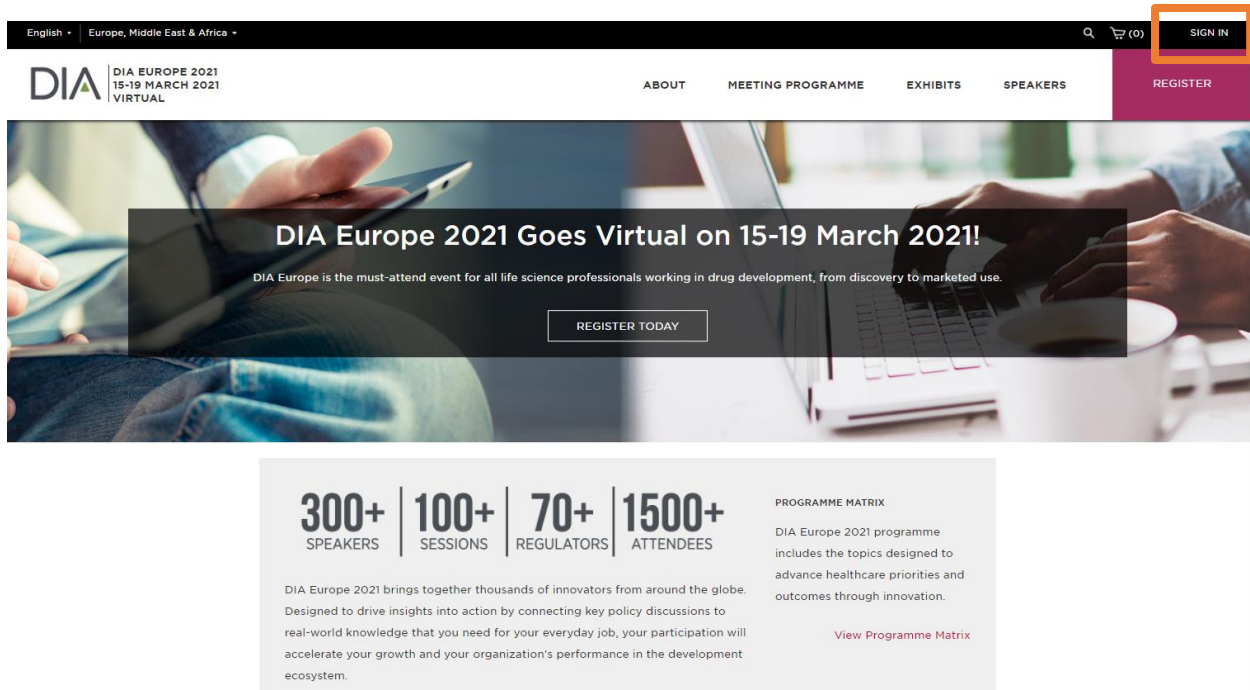 English Europe, Middle East & Africa (0) SIGN IN
DIA
DIA EUROPE 2021
15-19 MARCH 2021
VIRTUAL
ABOUT MEETING PROGRAMME EXHIBITS SPEAKERS REGISTER
DIA Europe 2021 Goes Virtual on 15-19 March 2021!
DIA Europe is the must-attend event for all life science professionals working in drug development, from discovery to marketed use.
REGISTER TODAY
300+ 100+ 70+ 1500+
SPEAKERS SESSIONS REGULATORS ATTENDEES
DIA Europe 2021 brings together thousands of innovators from around the globe.
Designed to drive insights into action by connecting key policy discussions to
real-world knowledge that you need for your everyday job, your participation will
accelerate your growth and your organization's performance in the development
ecosystem.
PROGRAMME MATRIX
DIA Europe 2021 programme
includes the topics designed to
advance healthcare priorities and
outcomes through innovation.
View Programme Matrix